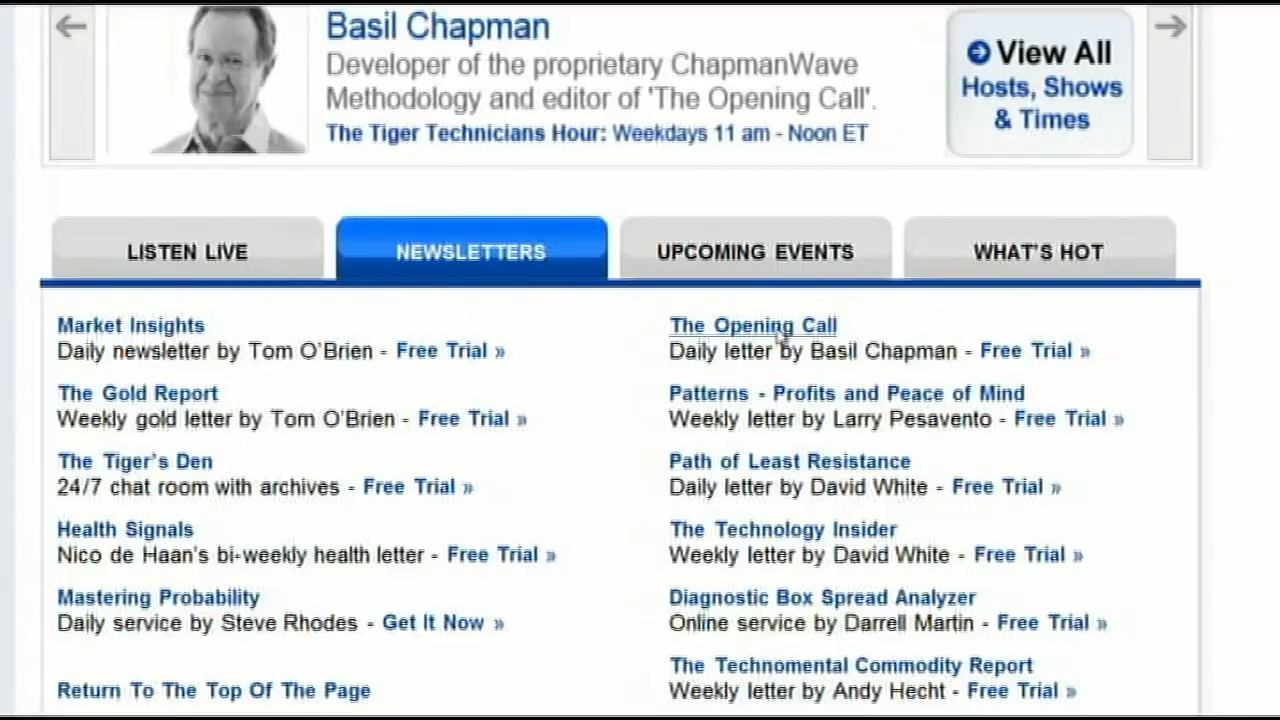 Basil Chapman
Developer of the proprietary ChapmanWave
Methodology and editor of 'The Opening Call'.
The Tiger Technicians Hour: Weekdays 11 am - Noon ET
View All
Hosts, Shows
& Times
LISTEN LIVE
NEWSLETTERS
UPCOMING EVENTS
WHAT'S HOT
Market Insights
Daily newsletter by Tom O'Brien - Free Trial »
The Gold Report
Weekly gold letter by Tom O'Brien - Free Trial »
The Tiger's Den
24/7 chat room with archives - Free Trial »
Health Signals
Nico de Haan's bi-weekly health letter - Free Trial »
Mastering Probability
Daily service by Steve Rhodes - Get It Now »
Return To The Top Of The Page
The Opening Call
Daily letter by Basil Chapman - Free Trial »
Patterns - Profits and Peace of Mind
Weekly letter by Larry Pesavento - Free Trial »
Path of Least Resistance
Daily letter by David White - Free Trial »
The Technology Insider
Weekly letter by David White - Free Trial »
Diagnostic Box Spread Analyzer
Online service by Darrell Martin - Free Trial »
The Technomental Commodity Report
Weekly letter by Andy Hecht - Free Trial »